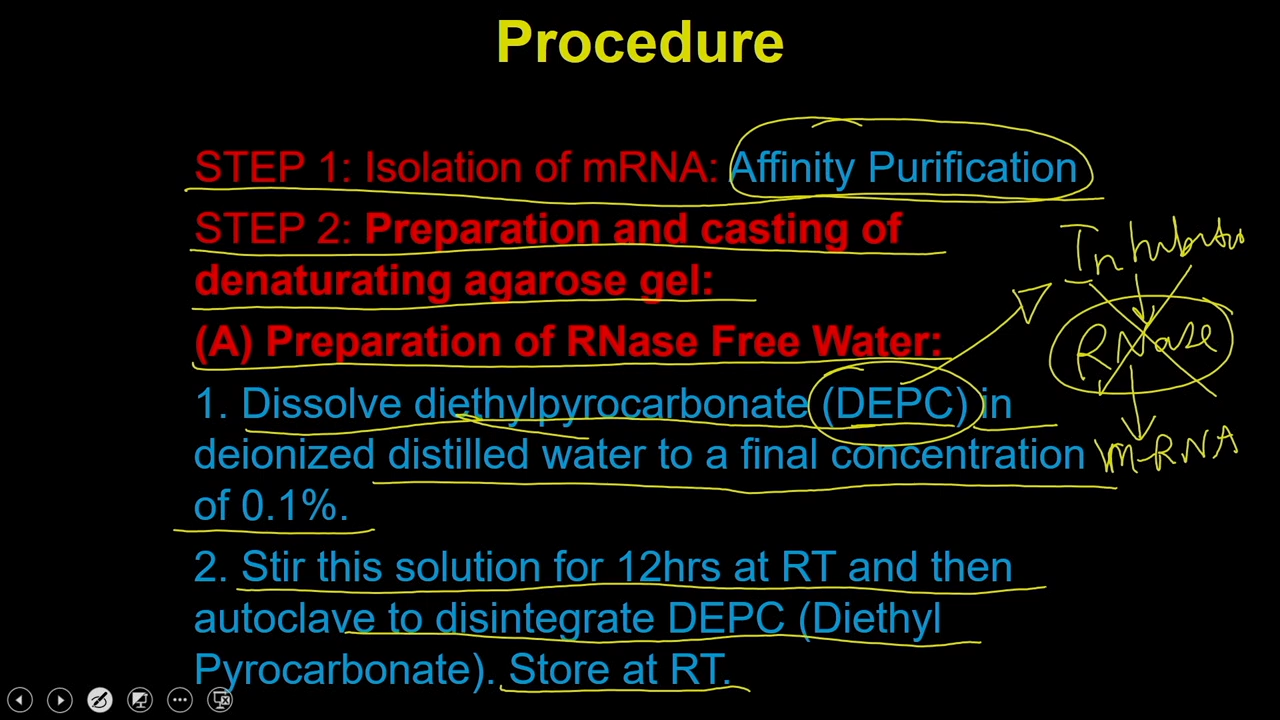 Procedure
STEP 1: Isolation of mRNA: Affinity Purification
STEP 2: Preparation and casting of
denaturating agarose gel:
(A) Preparation of RNase Free Water:
1. Dissolve diethylpyrocarbonate (DEPC) in
deionized distilled water to a final concentration
of 0.1%.
2. Stir this solution for 12hrs at RT and then
autoclave to disintegrate DEPC (Diethyl
Pyrocarbonate). Store at RT.
RNase
mRNA